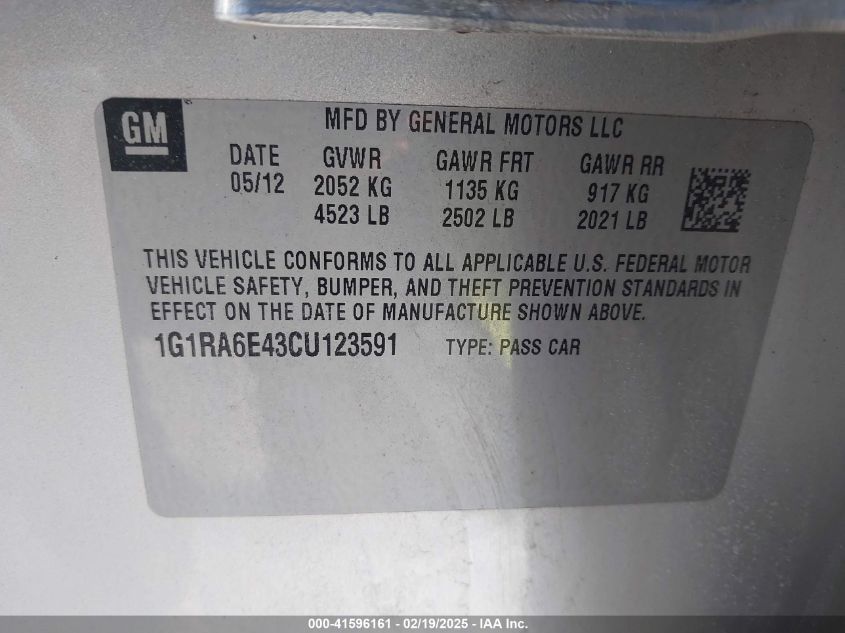 GM
MFD BY GENERAL MOTORS LLC
DATE GVWR GAWR FRT GAWR RR
05/12 2052 KG 1135 KG 917 KG
4523 LB 2502 LB 2021 LB
THIS VEHICLE CONFORMS TO ALL APPLICABLE U.S. FEDERAL MOTOR
VEHICLE SAFETY, BUMPER, AND THEFT PREVENTION STANDARDS IN
EFFECT ON THE DATE OF MANUFACTURE SHOWN ABOVE.
1G1RA6E43CU123591 TYPE: PASS CAR
000-41596161 - 02/19/2025 - IAA Inc.